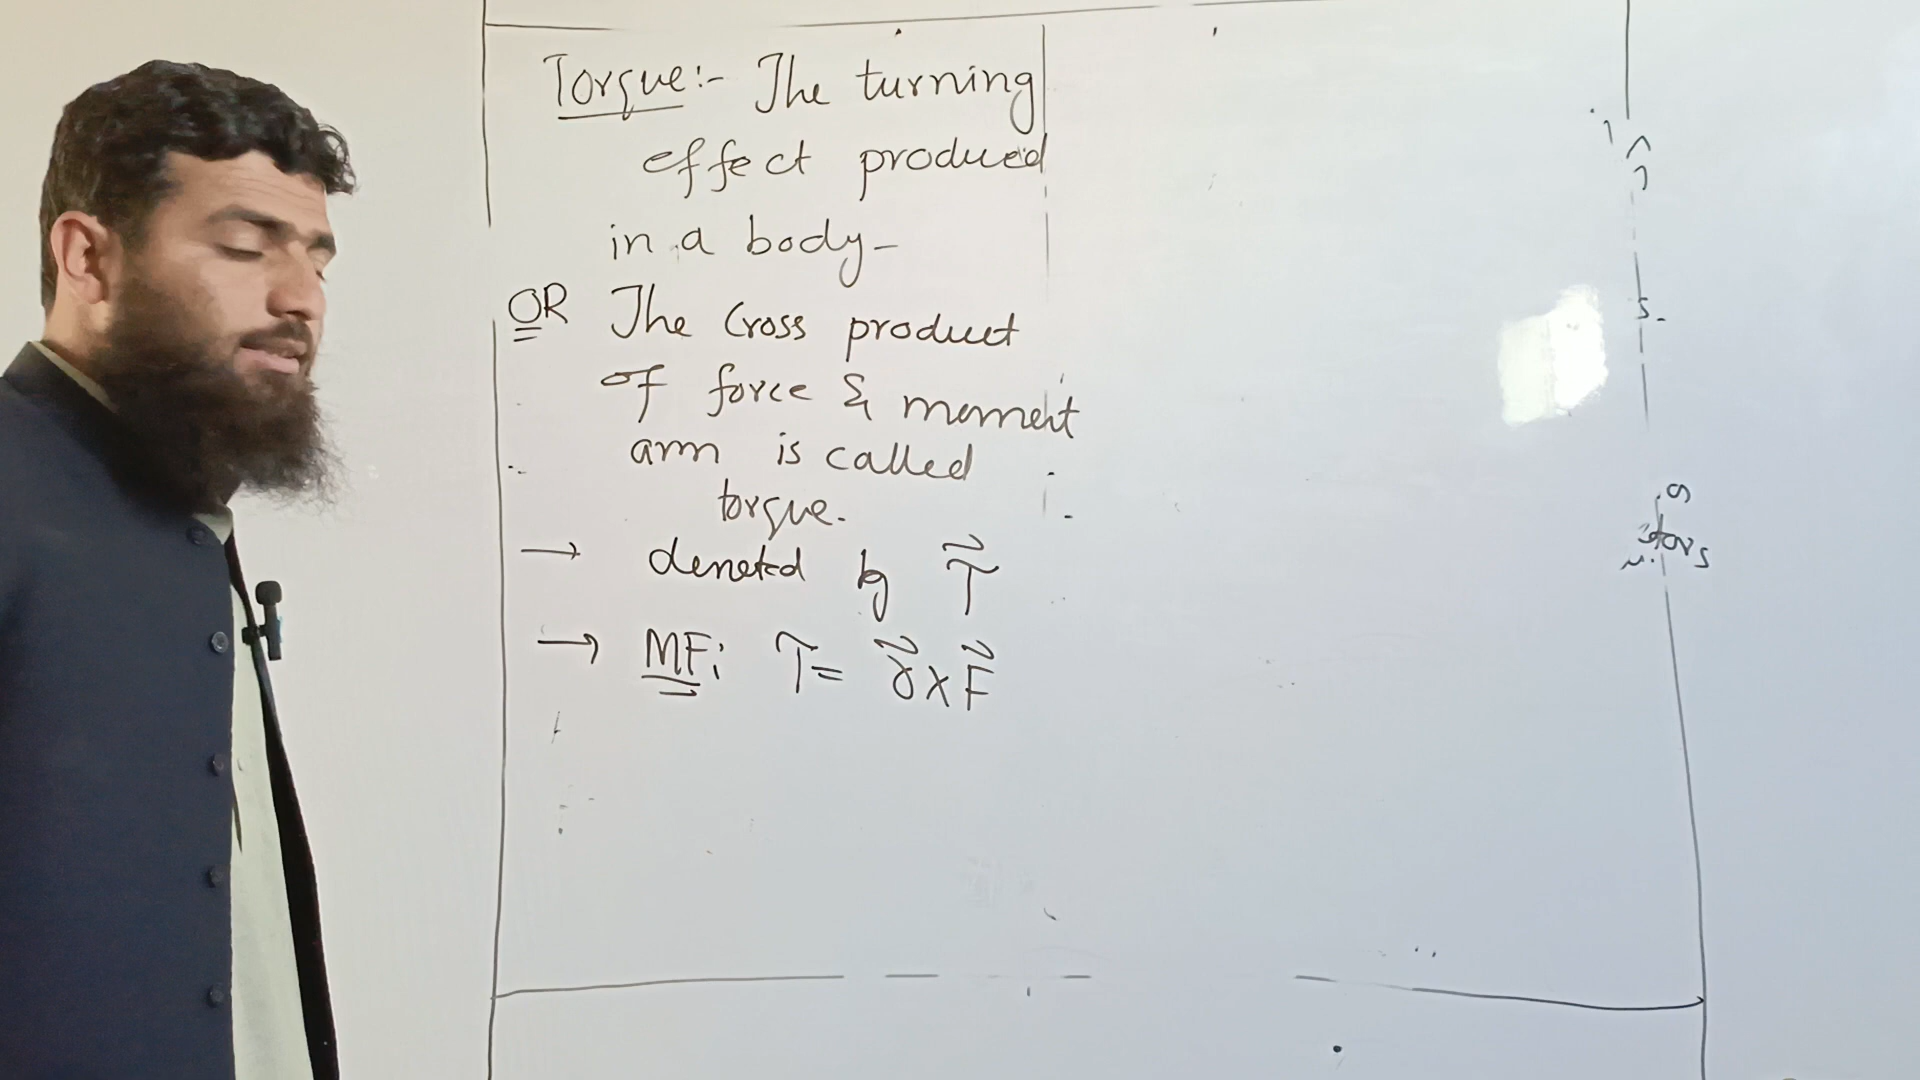 Torque:- The turning
effect produced
in a body-
OR The Cross product
of force & moment
arm is called
torque.
→ denoted by τ⃗
→ MF: τ = r⃗ x F⃗